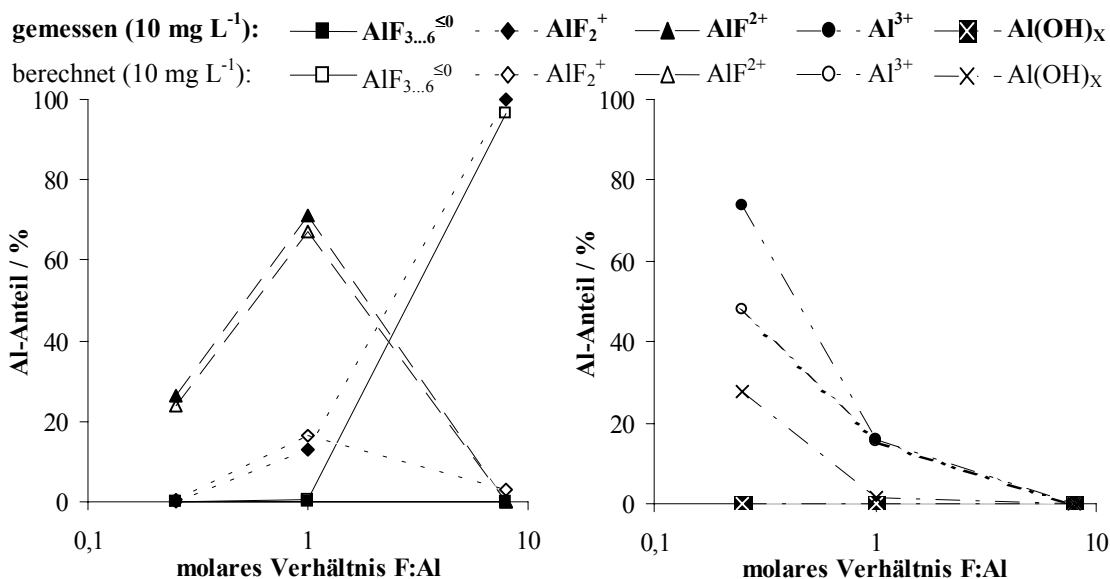 gemessen (10 mg L⁻¹): AlF₃...₆^≤0 AlF₂⁺ AlF²⁺ Al³⁺ Al(OH)X
berechnet (10 mg L⁻¹): AlF₃...₆^≤0 AlF₂⁺ AlF²⁺ Al³⁺ Al(OH)X
Al-Anteil / %
100
80
60
40
20
0
0,1 1 10
molares Verhältnis F:Al
Al-Anteil / %
100
80
60
40
20
0
0,1 1 10
molares Verhältnis F:Al